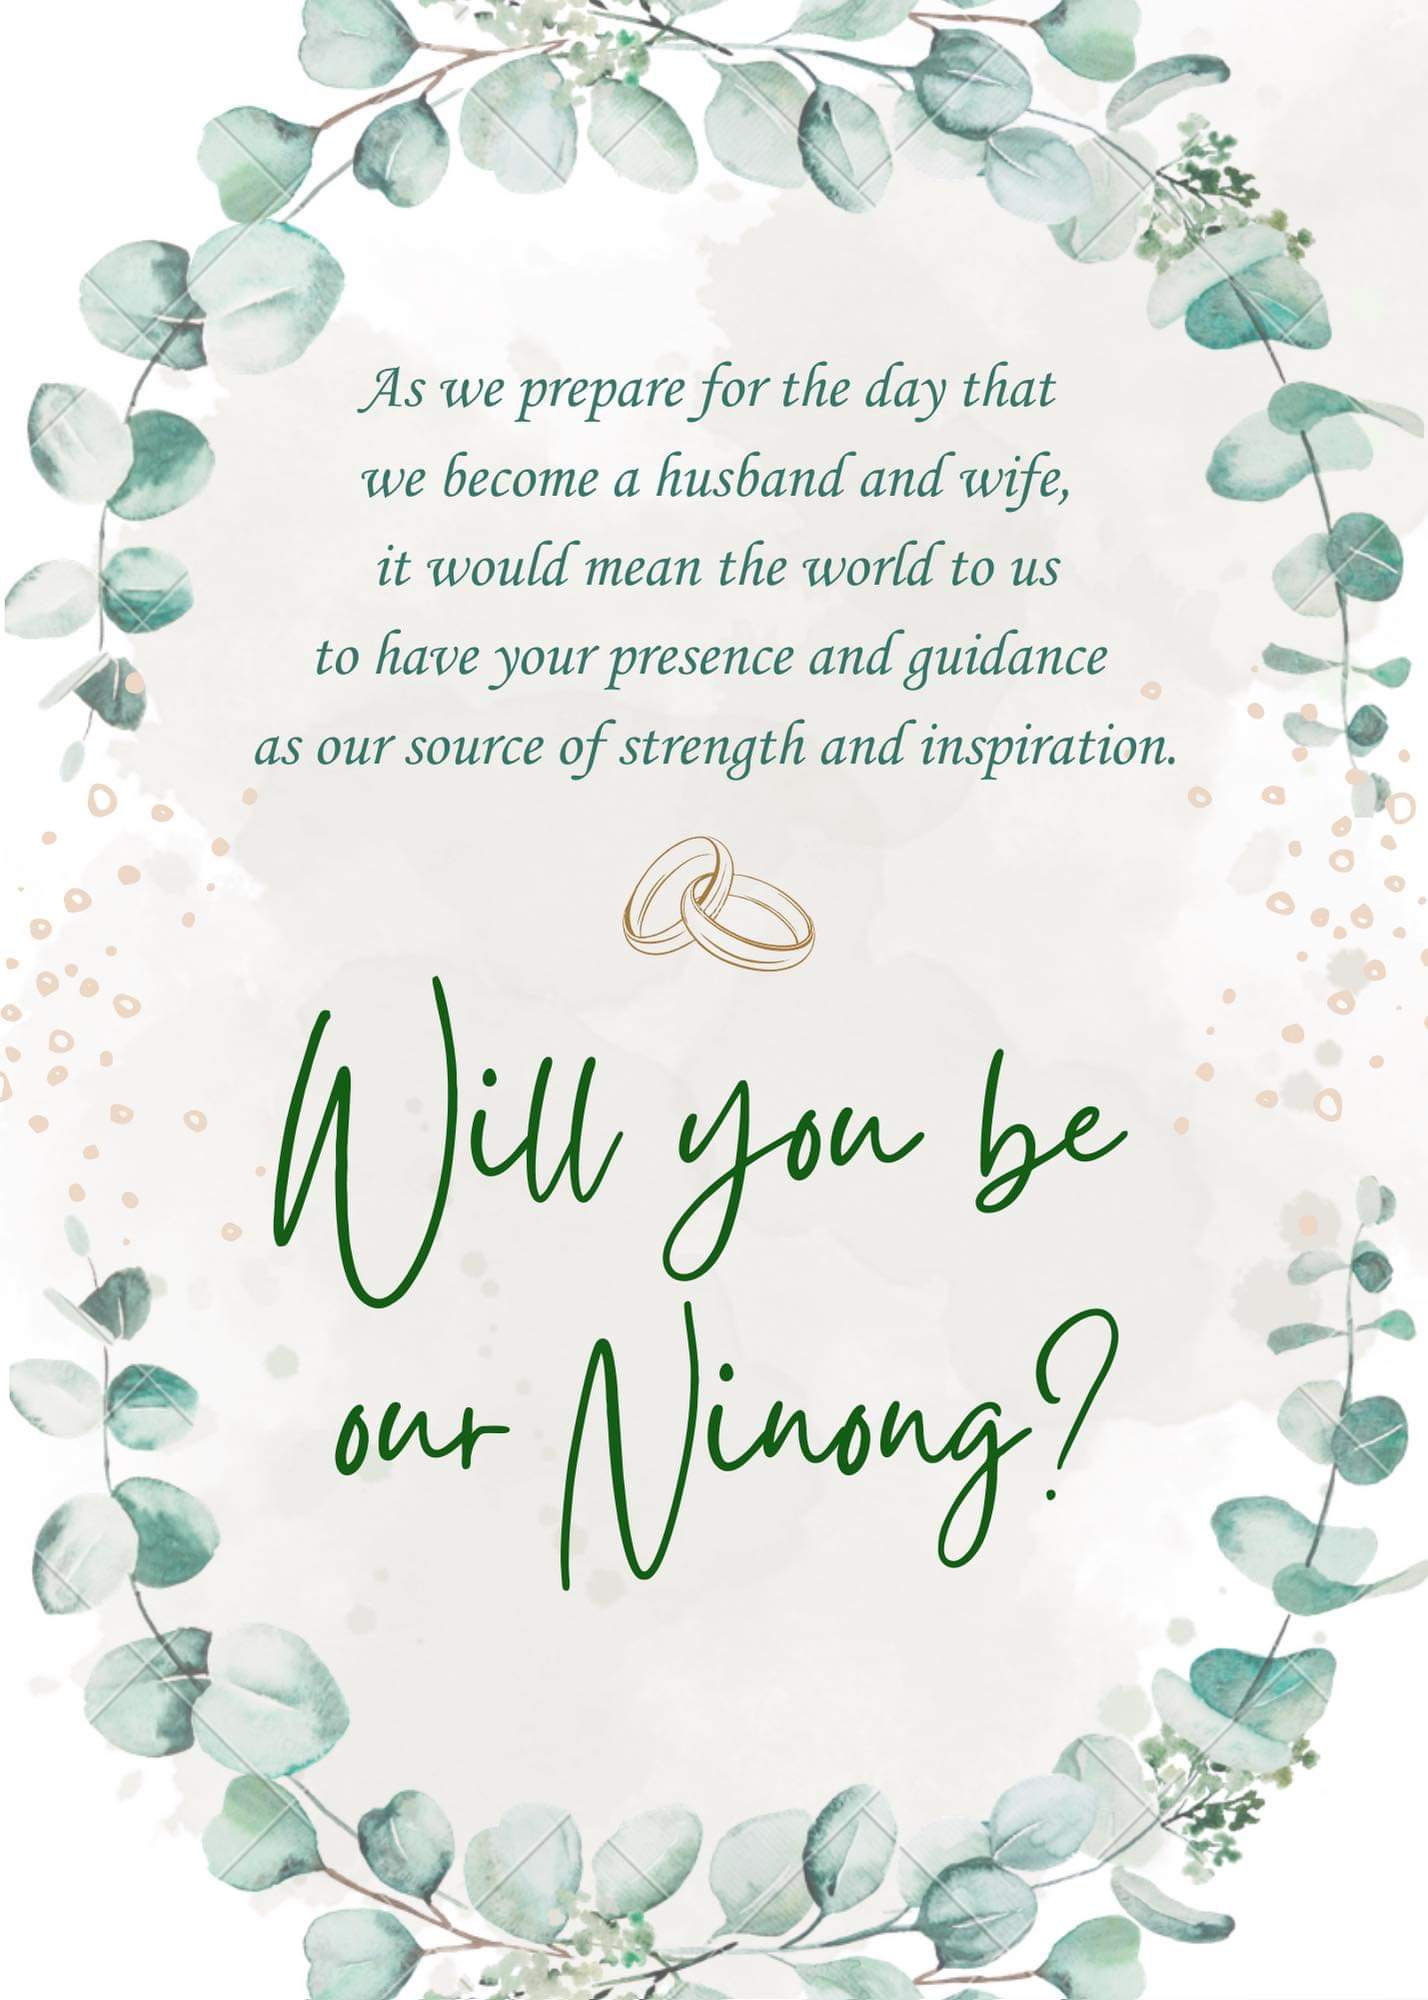 As we prepare for the day that
we become a husband and wife,
it would mean the world to us
to have your presence and guidance
as our source of strength and inspiration.
Will you be
our Ninong?